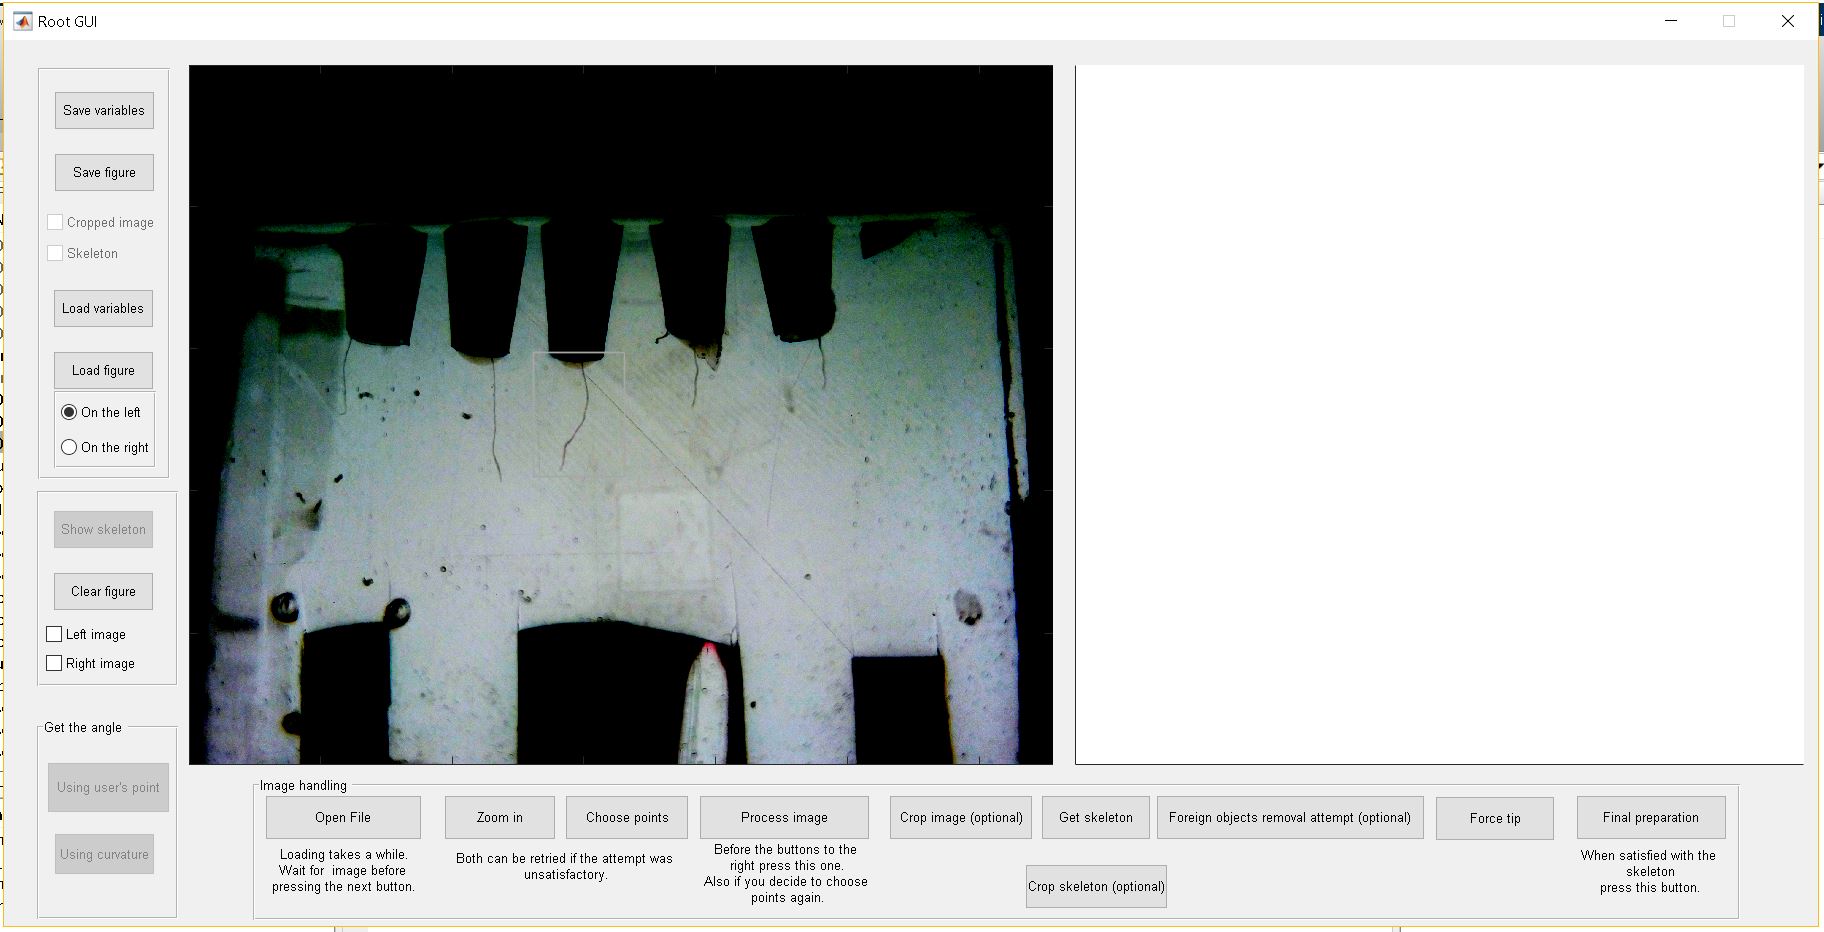 Root GUI
Save variables
Save figure
Cropped image
Skeleton
Load variables
Load figure
On the left
On the right
Show skeleton
Clear figure
Left image
Right image
Get the angle
Using user's point
Using curvature
Image handling
Open File
Loading takes a while.
Wait for  image before
pressing the next button.
Zoom in
Choose points
Both can be retried if the attempt was
unsatisfactory.
Process image
Before the buttons to the
right press this one.
Also if you decide to choose
points again.
Crop image (optional)
Get skeleton
Crop skeleton (optional)
Foreign objects removal attempt (optional)
Force tip
Final preparation
When satisfied with the
skeleton
press this button.